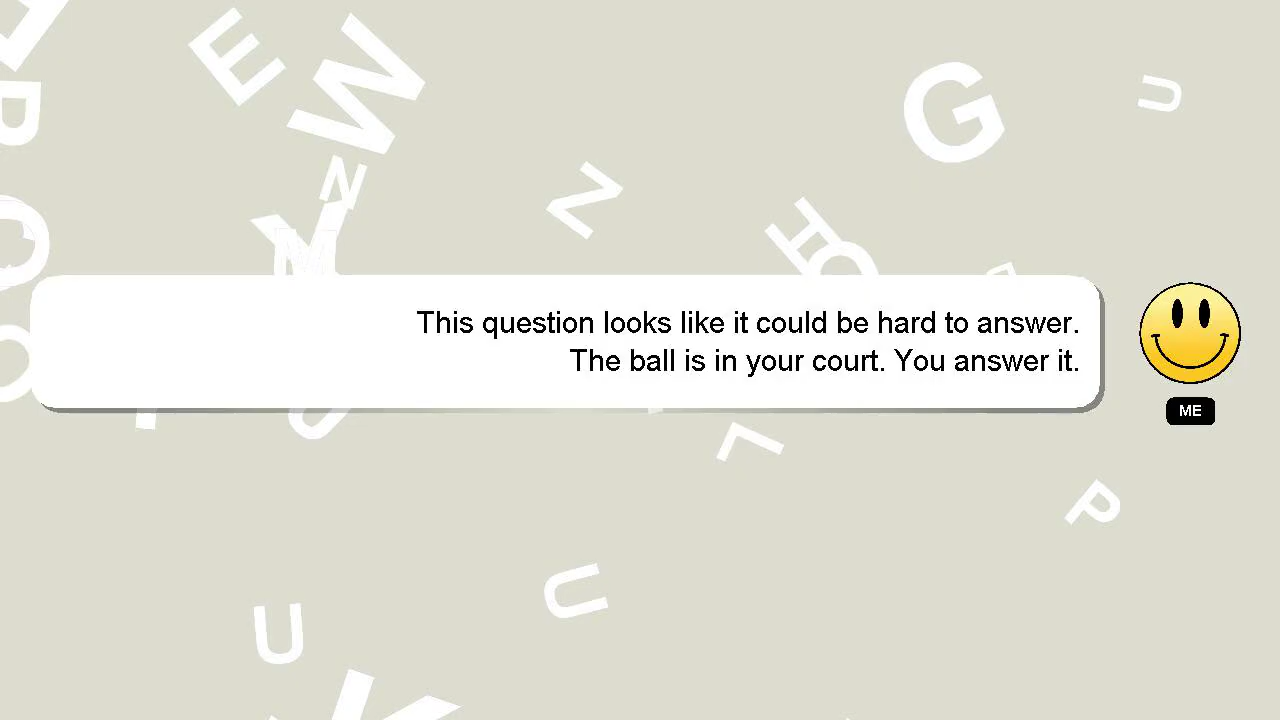 This question looks like it could be hard to answer.
The ball is in your court. You answer it.
ME
E
W
G
U
N
Z
H
O
M
L
P
U
U
K